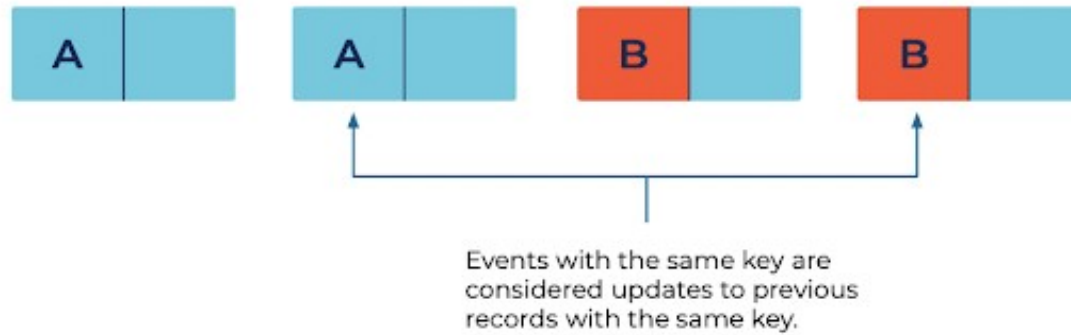 A A B B
Events with the same key are
considered updates to previous
records with the same key.